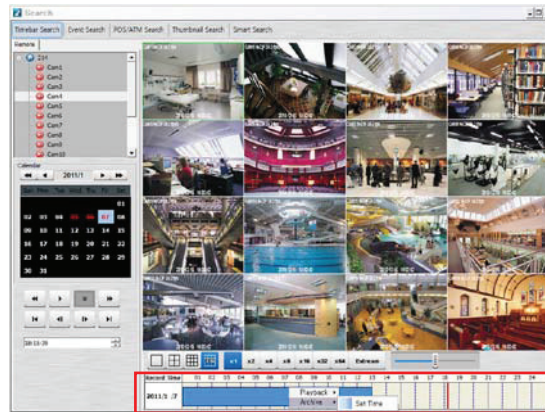 Search
Timebar Search Event Search POS/ATM Search Thumbnail Search Smart Search
Camera
Cam1
Cam2
Cam3
Cam4
Cam5
Cam6
Cam7
Cam8
Cam9
Cam10
Calendar
2011/1
Sun Mon Tue Wed Thu Fri Sat
01
02 03 04 05 06 07 08
09 10 11 12 13 14 15
16 17 18 19 20 21 22
23 24 25 26 27 28 29
30 31
x1 x2 x4 x8 x16 x32 x64 Extreme
Record Time 01 02 03 04 05 06 07 08 09 10 11 12 13 14 15 16 17 18 19 20 21 22 23 24
2011/1 /7
Playback
Archive
Set Time